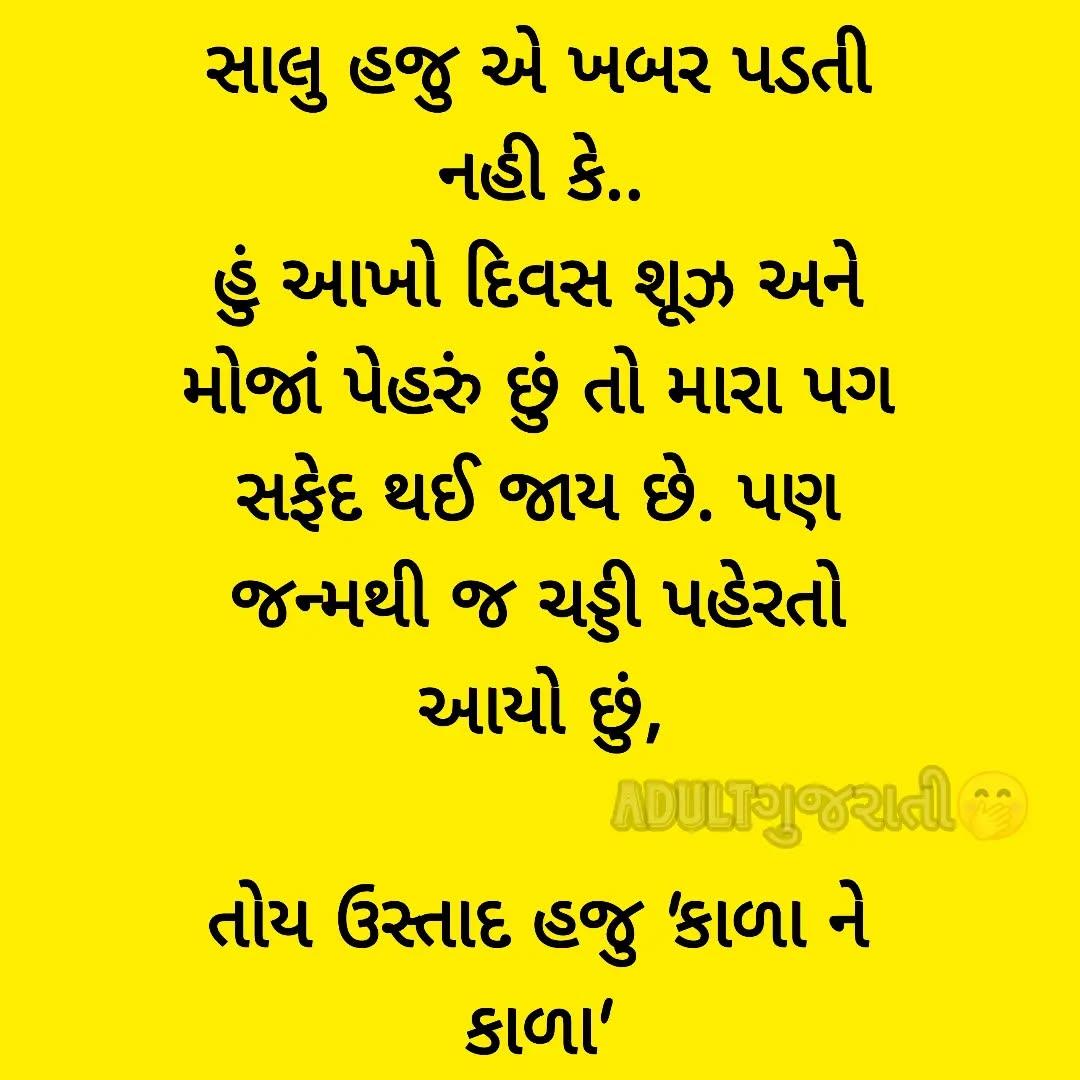 સાલુ હજુ એ ખબર પડતી
નહી કે..
હું આખો દિવસ શૂઝ અને
મોજાં પેહરું છું તો મારા પગ
સફેદ થઈ જાય છે. પણ
જન્મથી જ ચડ્ડી પહેરતો
આયો છું,
ADULTગુજરાતી🤭
તોય ઉસ્તાદ હજુ 'કાળા ને
કાળા'